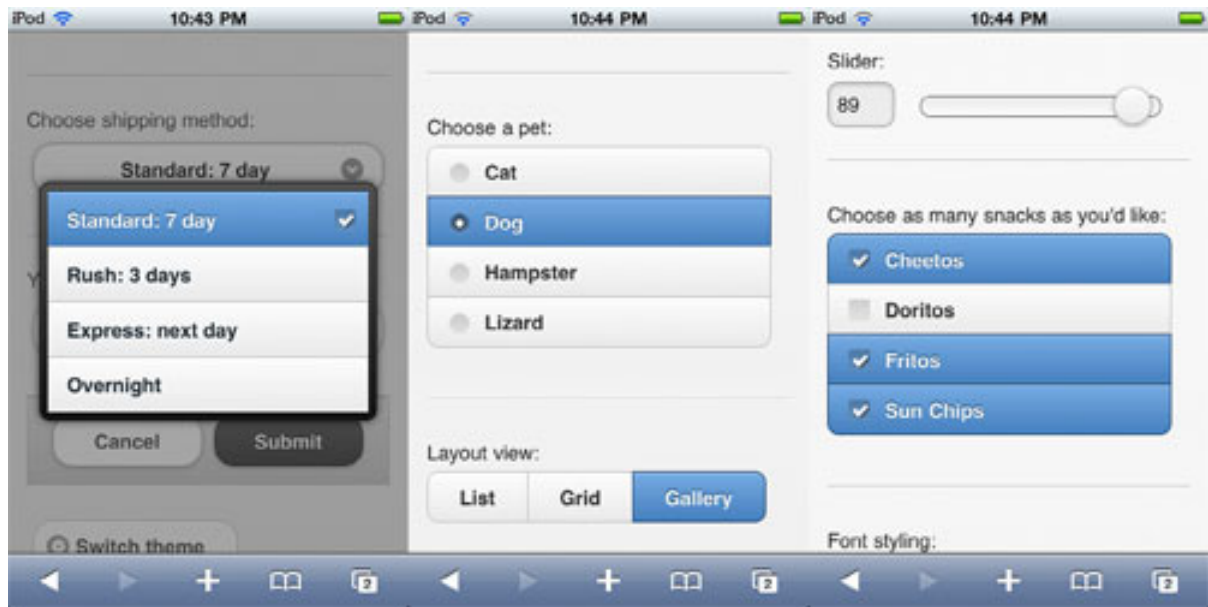 iPod 10:43 PM
Choose shipping method:
Standard: 7 day
Standard: 7 day
Rush: 3 days
Y
Express: next day
Overnight
Cancel Submit
Switch theme
2
iPod 10:44 PM
Choose a pet:
Cat
Dog
Hampster
Lizard
Layout view:
List Grid Gallery
2
iPod 10:44 PM
Slider:
89
Choose as many snacks as you'd like:
Cheetos
Doritos
Fritos
Sun Chips
Font styling:
2